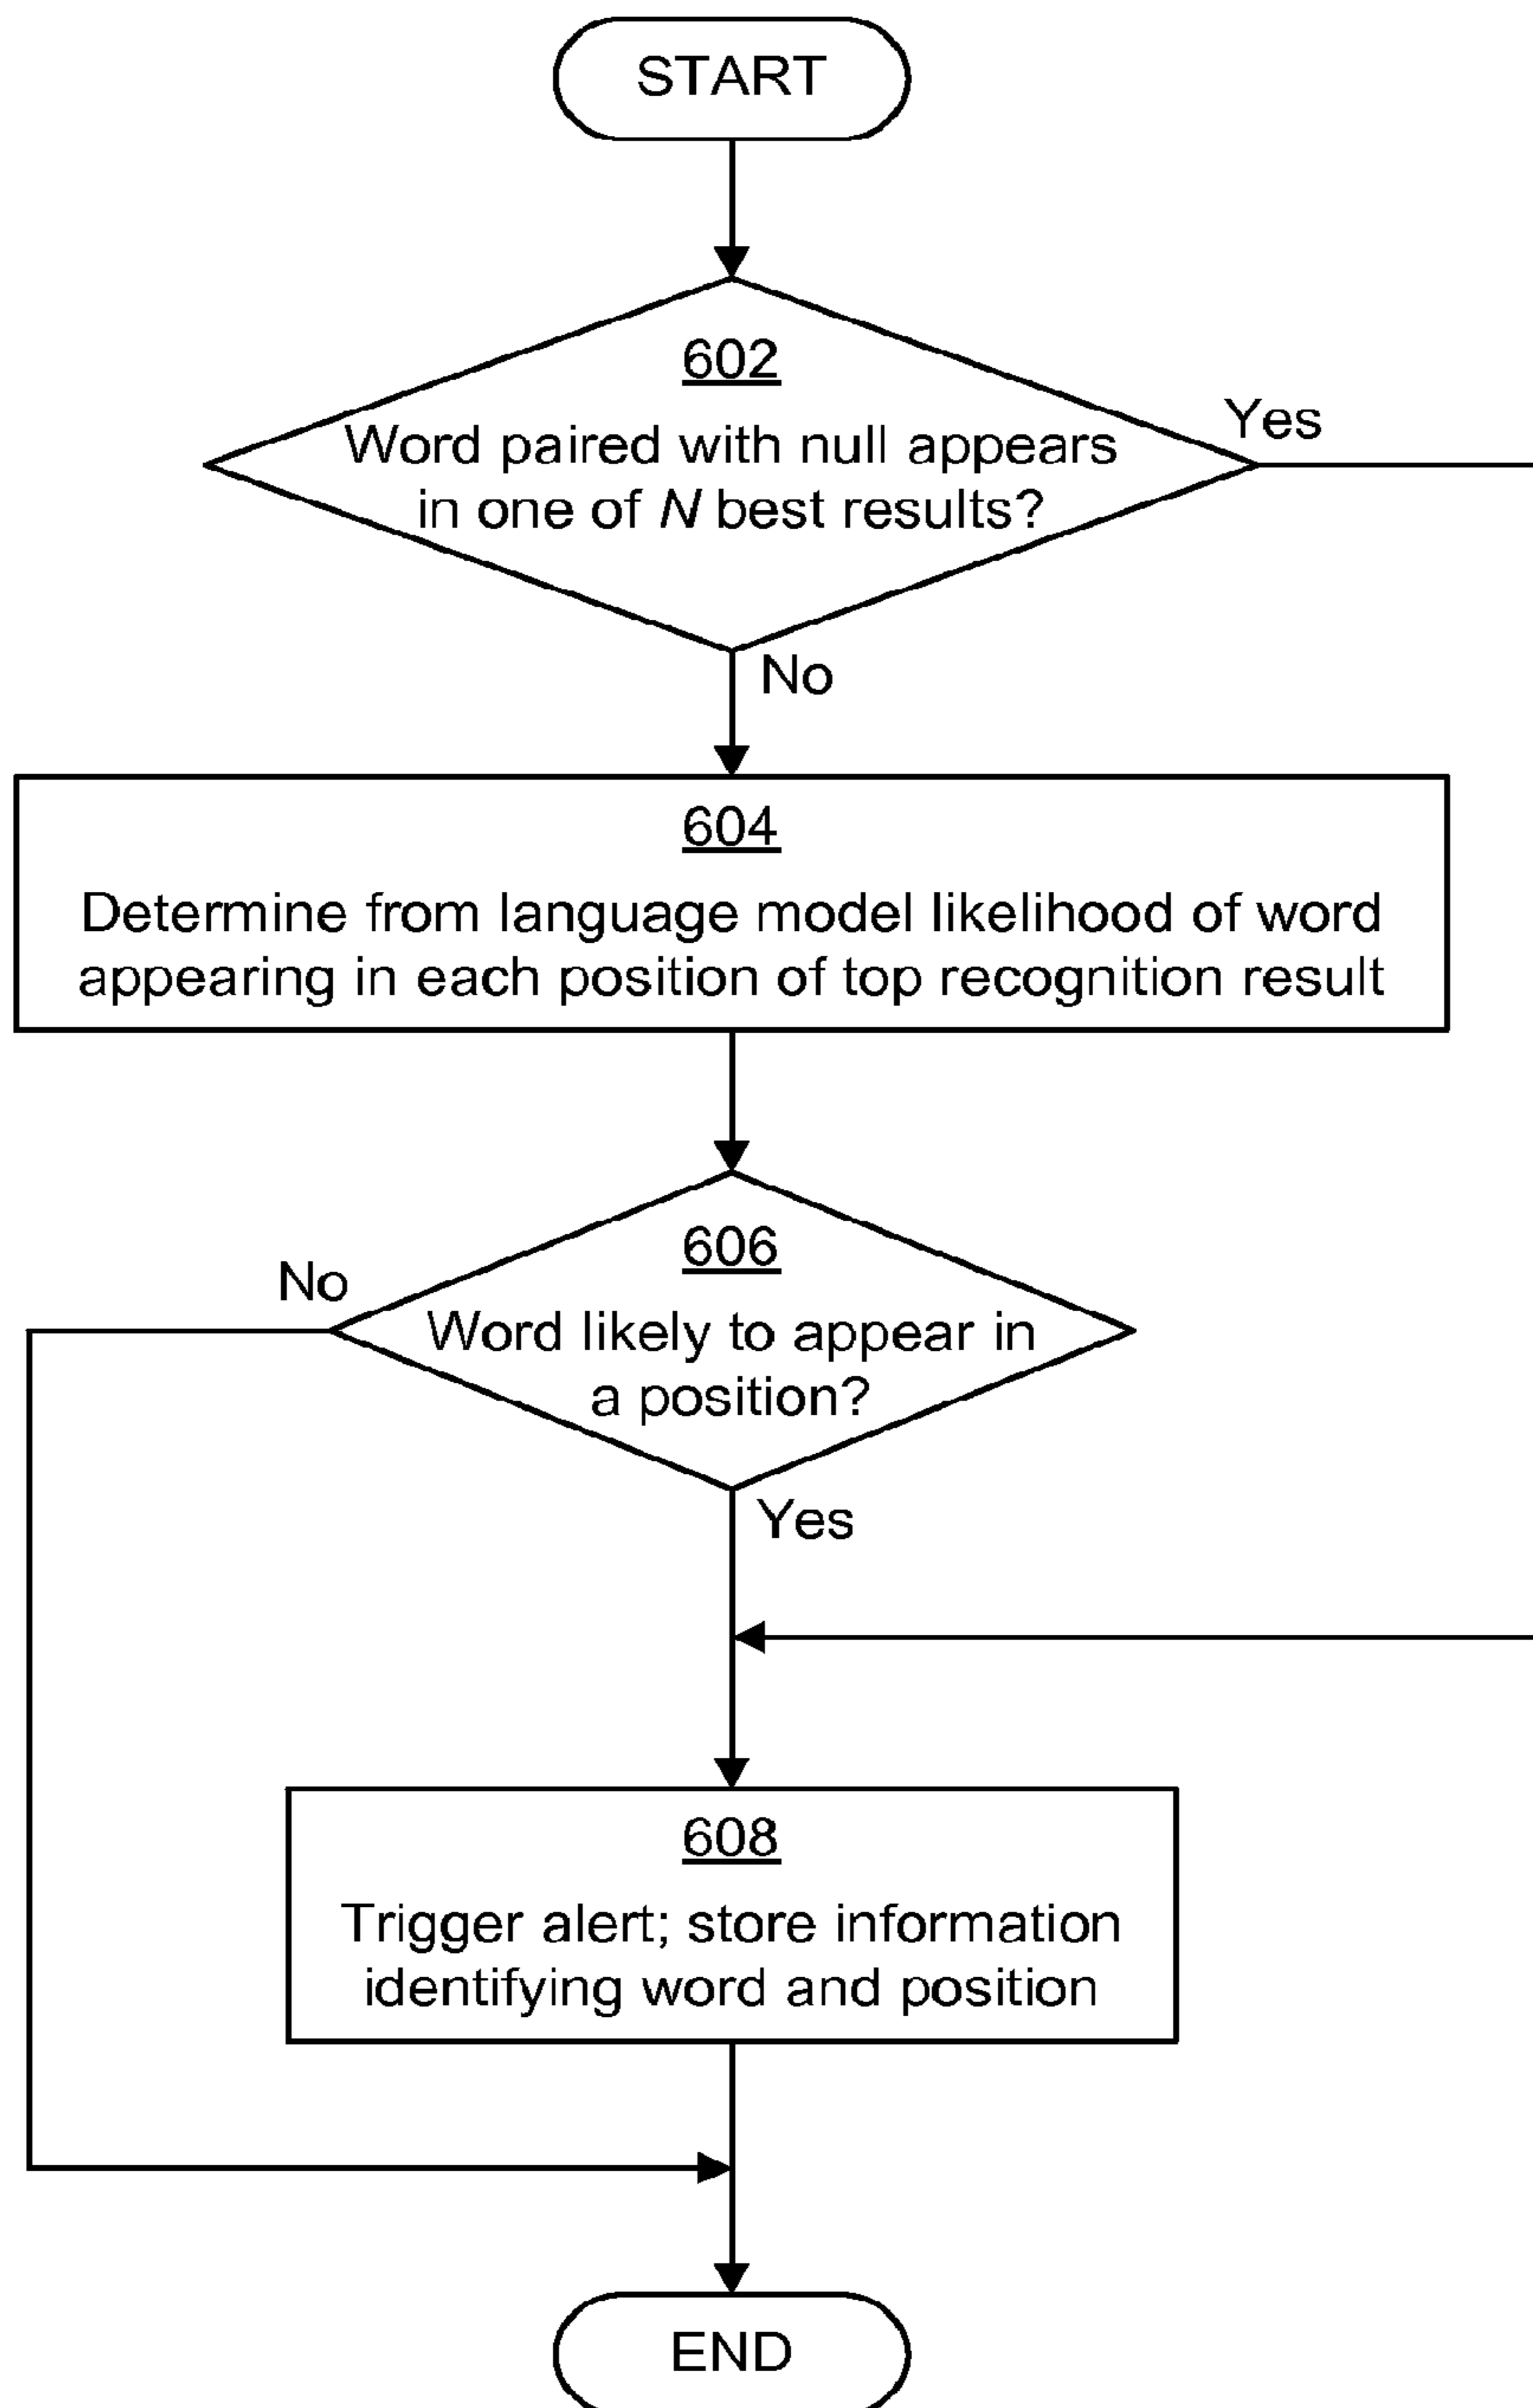 START
602
Word paired with null appears
in one of N best results?
Yes
No
604
Determine from language model likelihood of word
appearing in each position of top recognition result
606
No
Word likely to appear in
a position?
Yes
608
Trigger alert; store information
identifying word and position
END